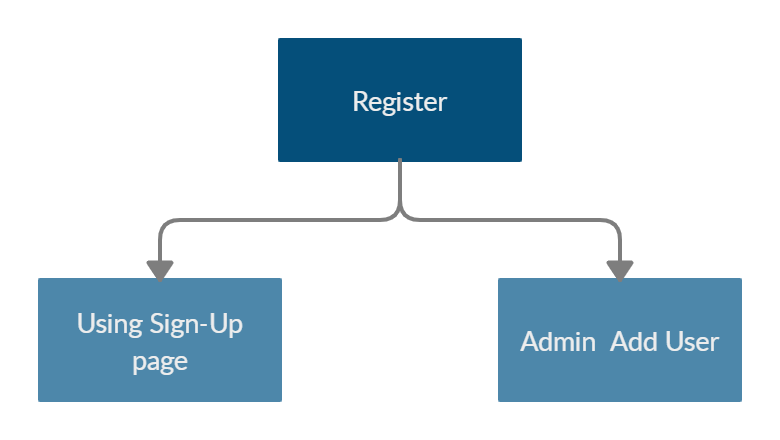 Register
Using Sign-Up
page
Admin  Add User